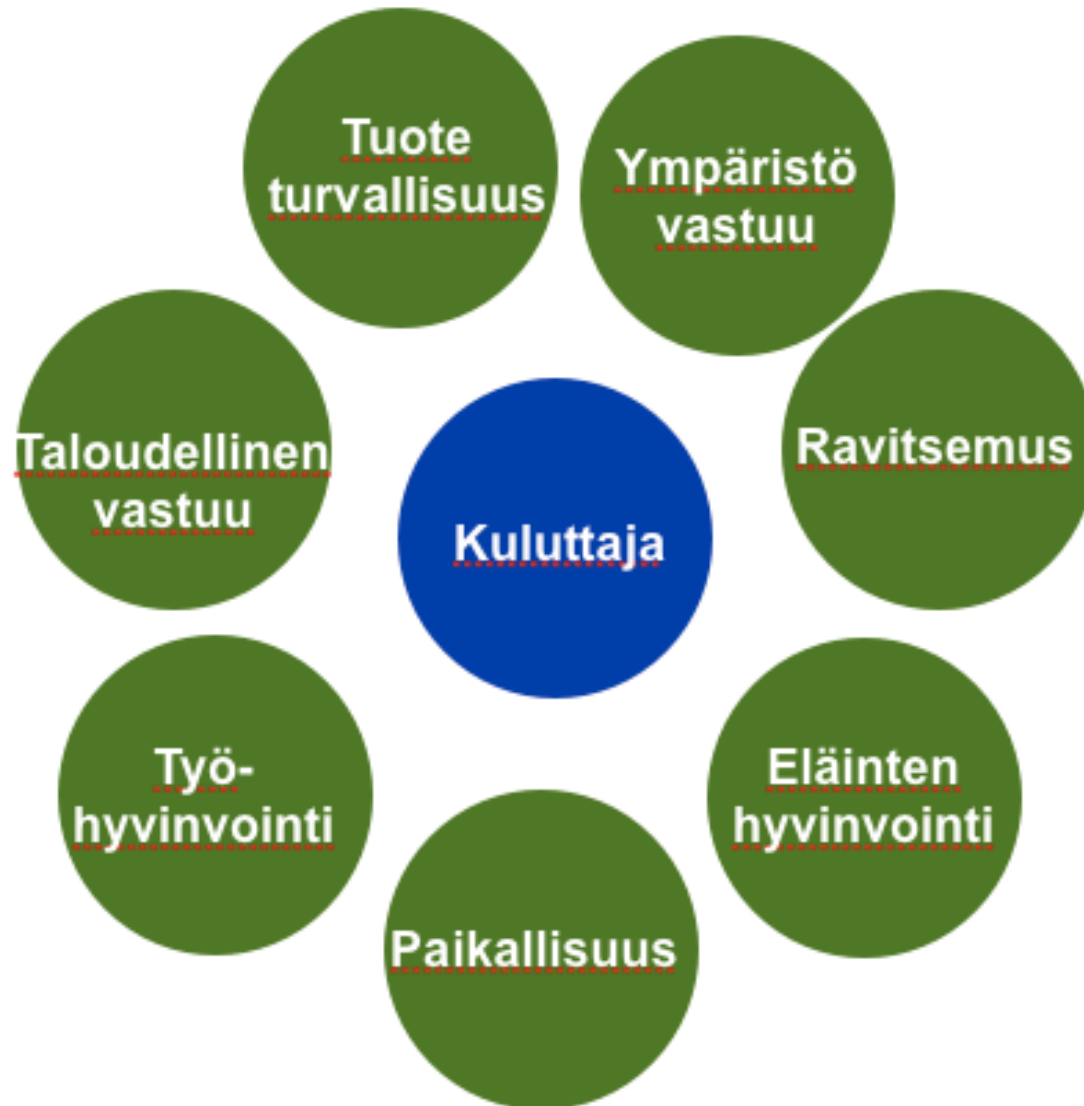 Tuote
turvallisuus
Ympäristö
vastuu
Taloudellinen
vastuu
Ravitsemus
Kuluttaja
Työ-
hyvinvointi
Eläinten
hyvinvointi
Paikallisuus